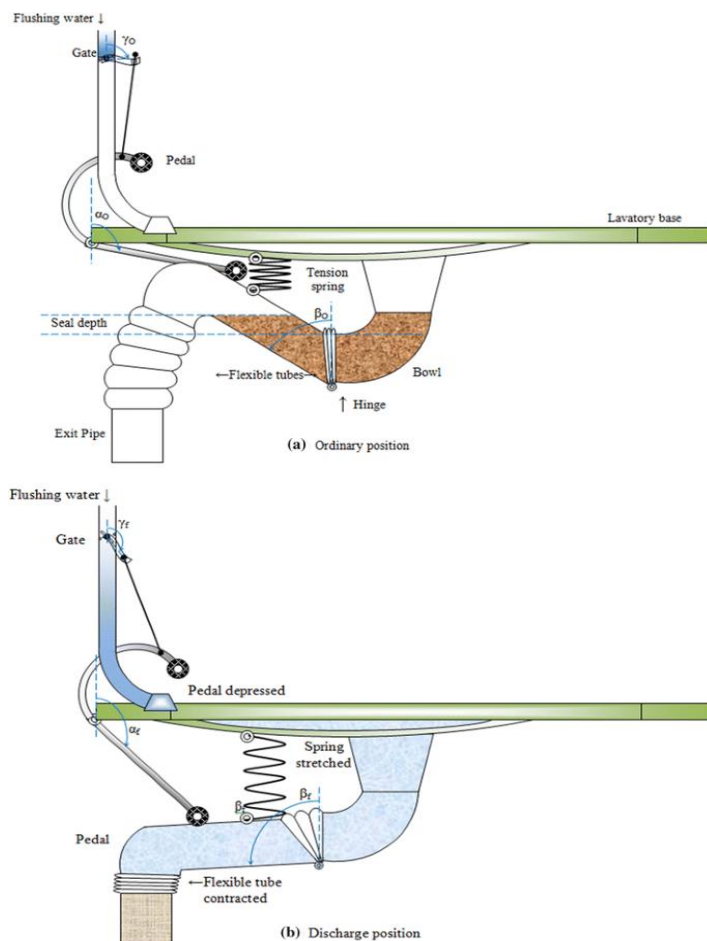 Flushing water ↓
γo
Gate
Pedal
αo
Lavatory base
Tension
spring
βo
Seal depth
←Flexible tubes→
Bowl
↑ Hinge
Exit Pipe
(a) Ordinary position
Flushing water ↓
γf
Gate
Pedal depressed
αf
Spring
stretched
βf
βf
Pedal
←Flexible tube
contracted
(b) Discharge position